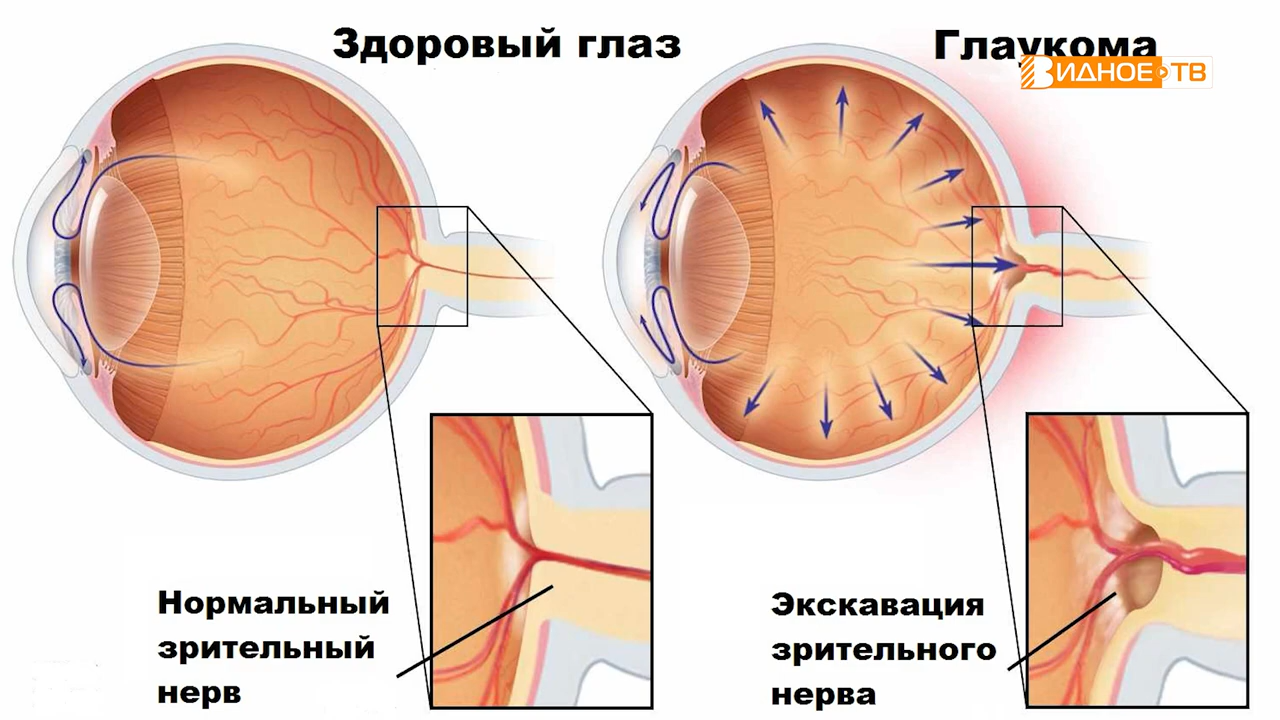 Здоровый глаз
Глаукома
ВИДНОЕ ТВ
Нормальный
зрительный
нерв
Экскавация
зрительного
нерва